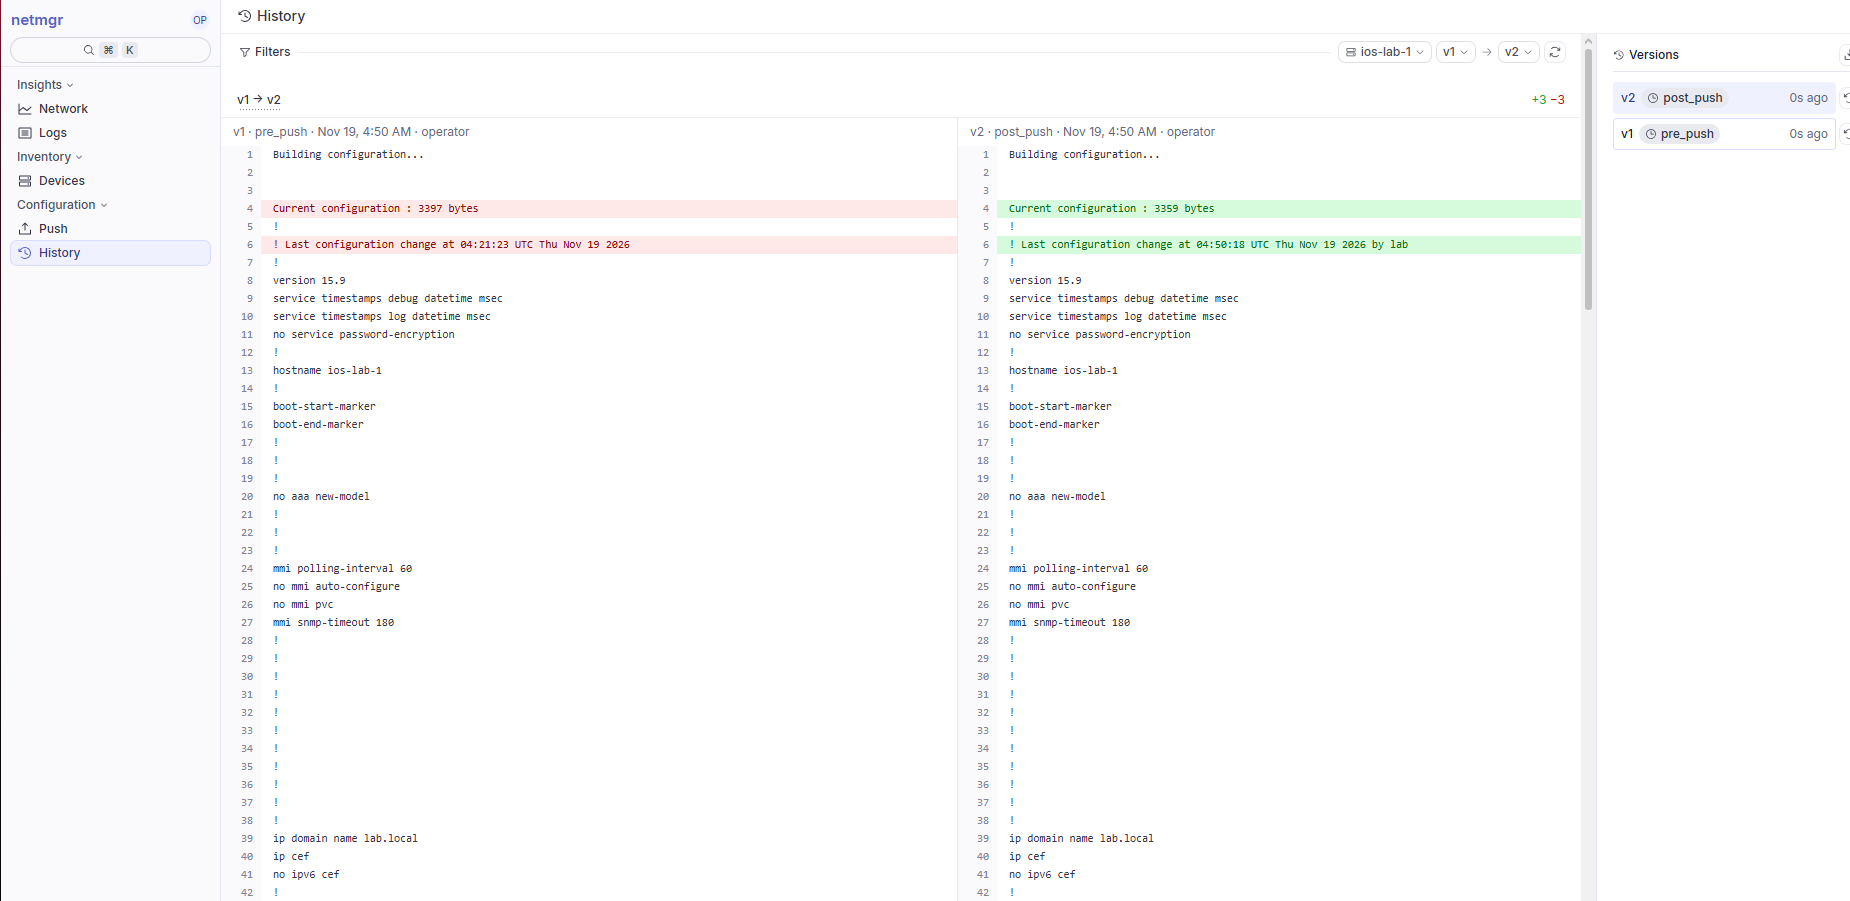 netmgr
OP
⌘ K
Insights
Network
Logs
Inventory
Devices
Configuration
Push
History
History
Filters
ios-lab-1 v1 → v2
v1 → v2
+3 −3
v1 · pre_push · Nov 19, 4:50 AM · operator
1 Building configuration...
2
3
4 Current configuration : 3397 bytes
5 !
6 ! Last configuration change at 04:21:23 UTC Thu Nov 19 2026
7 !
8 version 15.9
9 service timestamps debug datetime msec
10 service timestamps log datetime msec
11 no service password-encryption
12 !
13 hostname ios-lab-1
14 !
15 boot-start-marker
16 boot-end-marker
17 !
18 !
19 !
20 no aaa new-model
21 !
22 !
23 !
24 mmi polling-interval 60
25 no mmi auto-configure
26 no mmi pvc
27 mmi snmp-timeout 180
28 !
29 !
30 !
31 !
32 !
33 !
34 !
35 !
36 !
37 !
38 !
39 ip domain name lab.local
40 ip cef
41 no ipv6 cef
42 !
v2 · post_push · Nov 19, 4:50 AM · operator
1 Building configuration...
2
3
4 Current configuration : 3359 bytes
5 !
6 ! Last configuration change at 04:50:18 UTC Thu Nov 19 2026 by lab
7 !
8 version 15.9
9 service timestamps debug datetime msec
10 service timestamps log datetime msec
11 no service password-encryption
12 !
13 hostname ios-lab-1
14 !
15 boot-start-marker
16 boot-end-marker
17 !
18 !
19 !
20 no aaa new-model
21 !
22 !
23 !
24 mmi polling-interval 60
25 no mmi auto-configure
26 no mmi pvc
27 mmi snmp-timeout 180
28 !
29 !
30 !
31 !
32 !
33 !
34 !
35 !
36 !
37 !
38 !
39 ip domain name lab.local
40 ip cef
41 no ipv6 cef
42 !
Versions
v2 post_push 0s ago
v1 pre_push 0s ago